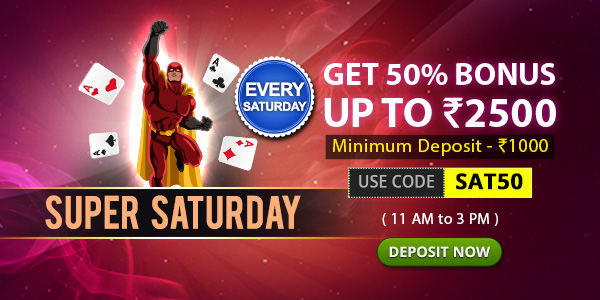 EVERY
SATURDAY
GET 50% BONUS
UP TO ₹2500
Minimum Deposit - ₹1000
USE CODE SAT50
( 11 AM to 3 PM )
DEPOSIT NOW
SUPER SATURDAY
A
A
A
A